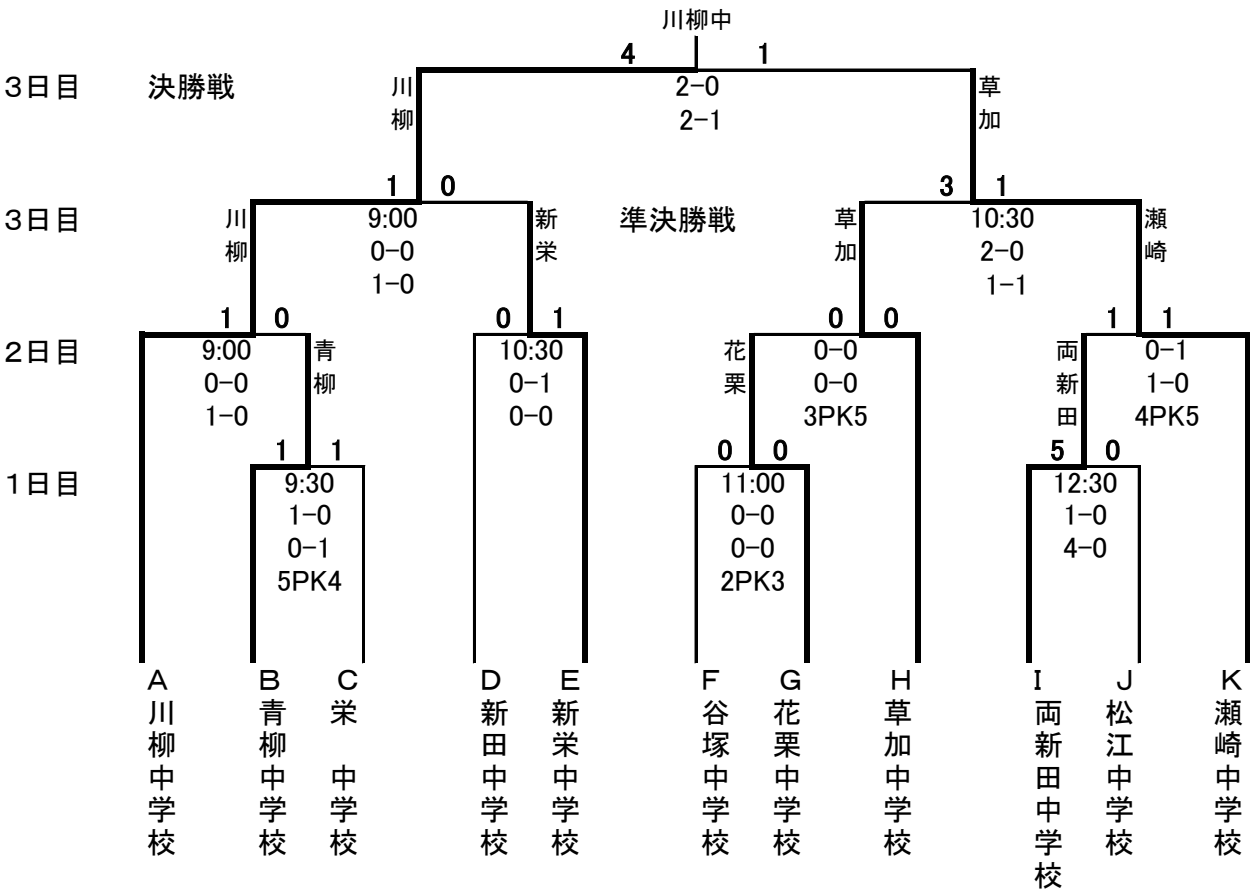 川柳中
4 1
3日目 決勝戦 川柳 2-0 草加
2-1
1 0 3 1
3日目 川柳 9:00 新栄 準決勝戦 草加 10:30 瀬崎
0-0 2-0
1-0 1-1
1 0 0 1 0 0 1 1
2日目 9:00 青柳 10:30 花栗 0-0 両新田 0-1
0-0 0-1 0-0 1-0
1-0 0-0 3PK5 4PK5
1 1 0 0 5 0
1日目 9:30 11:00 12:30
1-0 0-0 1-0
0-1 0-0 4-0
5PK4 2PK3
A B C D E F G H I J K
川柳中学校
青柳中学校
栄 中学校
新田中学校
新栄中学校
谷塚中学校
花栗中学校
草加中学校
両新田中学校
松江中学校
瀬崎中学校